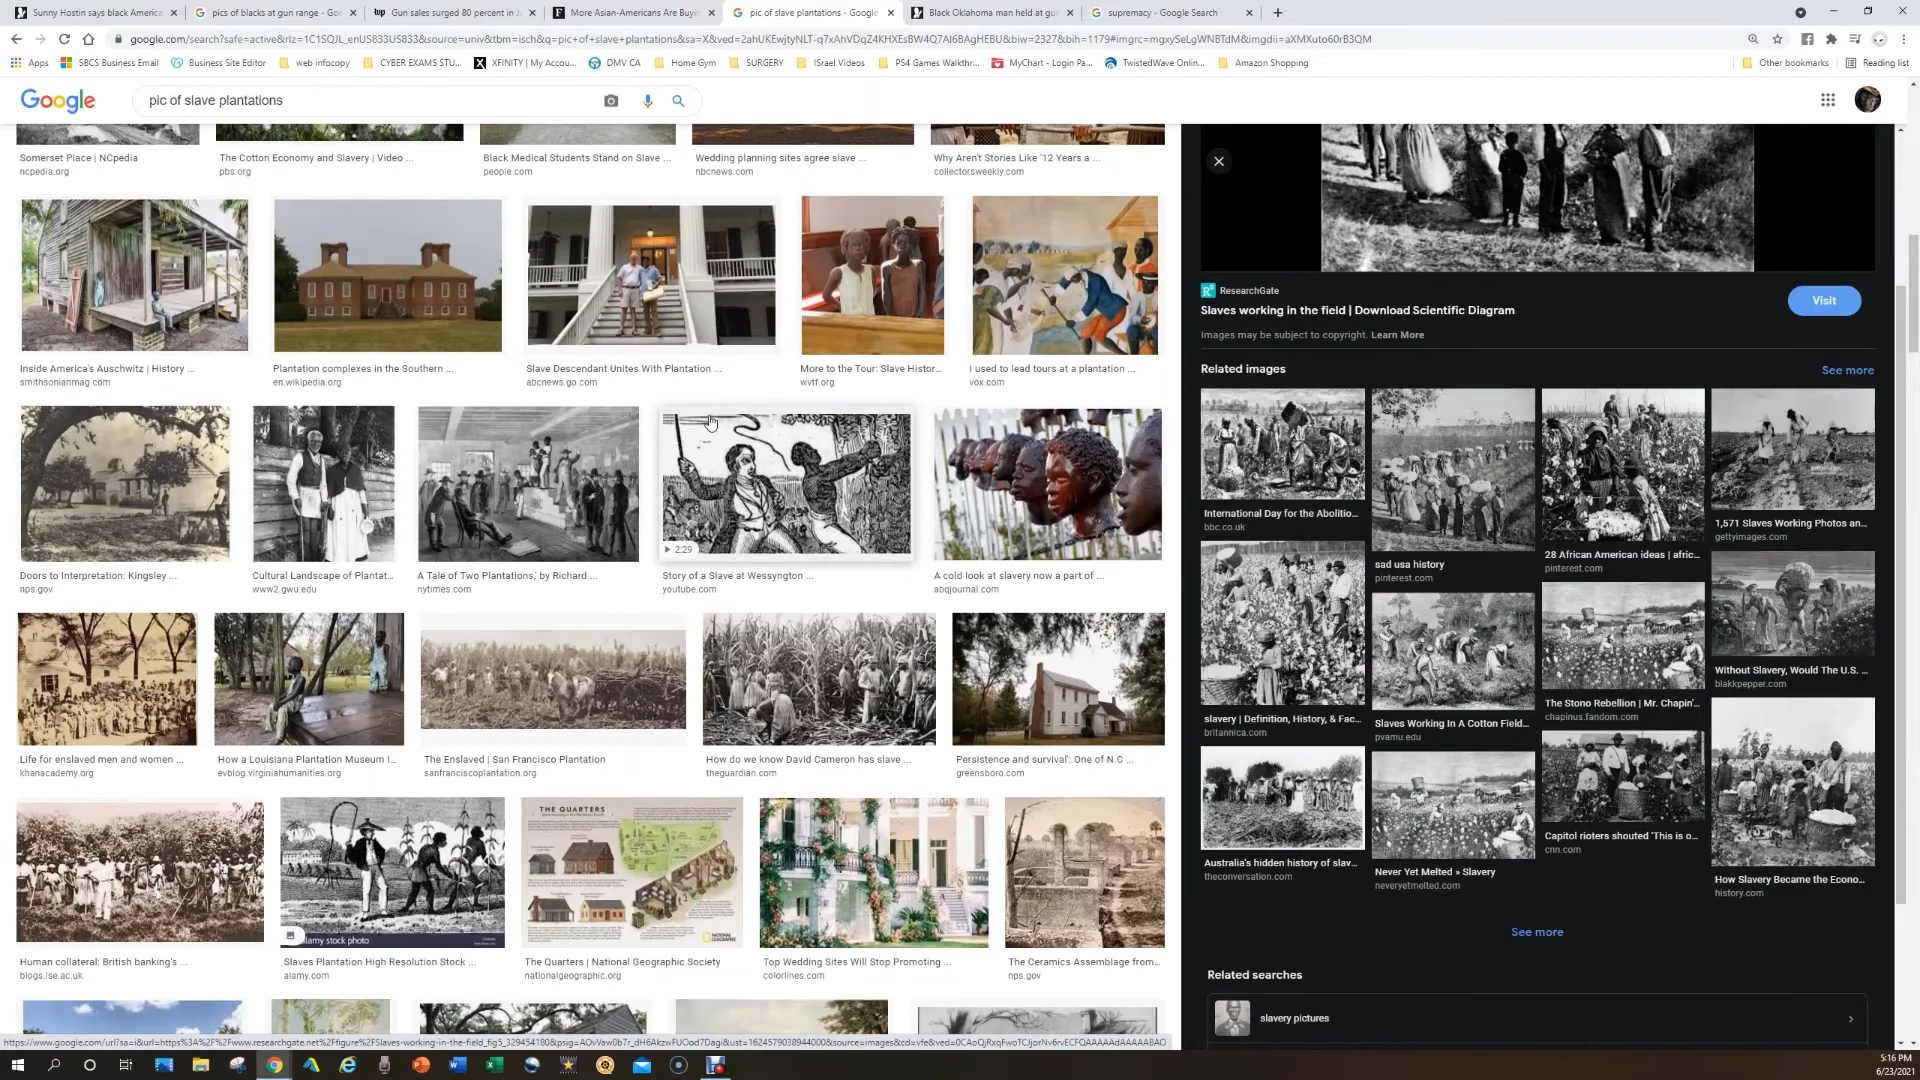 Sunny Hostin says black America
pics of blacks at gun range - Goo
Gun sales surged 80 percent in Ja
More Asian-Americans Are Buyin
pic of slave plantations - Google
Black Oklahoma man held at gun
supremacy - Google Search
google.com/search?safe=active&rlz=1C1SQJL_enUS833US833&source=univ&tbm=isch&q=pic+of+slave+plantations&sa=X&ved=2ahUKEwjtyNLT-q7xAhVDqZ4KHXEsBW4Q7Al6BAgHEBU&biw=2327&bih=1179#imgrc=mgxySeLgWNBTdM&imgdii=aXMXuto60rB3QM
Apps
SBCS Business Email
Business Site Editor
web infocopy
CYBER EXAMS STU...
XFINITY | My Accou...
DMV CA
Home Gym
SURGERY
ISrael Videos
PS4 Games Walkthr...
MyChart - Login Pa...
TwistedWave Onlin...
Amazon Shopping
Other bookmarks
Reading list
Google
pic of slave plantations
Somerset Place | NCpedia
ncpedia.org
The Cotton Economy and Slavery | Video ...
pbs.org
Black Medical Students Stand on Slave ...
people.com
Wedding planning sites agree slave ...
nbcnews.com
Why Aren't Stories Like '12 Years a ...
collectorsweekly.com
Inside America's Auschwitz | History ...
smithsonianmag.com
Plantation complexes in the Southern ...
en.wikipedia.org
Slave Descendant Unites With Plantation ...
abcnews.go.com
More to the Tour: Slave Histor...
wvtf.org
I used to lead tours at a plantation ...
vox.com
2:29
Doors to Interpretation: Kingsley ...
nps.gov
Cultural Landscape of Plantat...
www2.gwu.edu
A Tale of Two Plantations,' by Richard ...
nytimes.com
Story of a Slave at Wessyngton ...
youtube.com
A cold look at slavery now a part of ...
abqjournal.com
Life for enslaved men and women ...
khanacademy.org
How a Louisiana Plantation Museum I...
evblog.virginiahumanities.org
The Enslaved | San Francisco Plantation
sanfranciscoplantation.org
How do we know David Cameron has slave ...
theguardian.com
Persistence and survival': One of N.C ...
greensboro.com
alamy stock photo
THE QUARTERS
NATIONAL GEOGRAPHIC
Human collateral: British banking's ...
blogs.lse.ac.uk
Slaves Plantation High Resolution Stock ...
alamy.com
The Quarters | National Geographic Society
nationalgeographic.org
Top Wedding Sites Will Stop Promoting ...
colorlines.com
The Ceramics Assemblage from...
nps.gov
ResearchGate
Slaves working in the field | Download Scientific Diagram
Visit
Images may be subject to copyright. Learn More
Related images
See more
International Day for the Abolitio...
bbc.co.uk
sad usa history
pinterest.com
28 African American ideas | afric...
pinterest.com
1,571 Slaves Working Photos an...
gettyimages.com
slavery | Definition, History, & Fac...
britannica.com
Slaves Working In A Cotton Field...
pvamu.edu
The Stono Rebellion | Mr. Chapin'...
chapinus.fandom.com
Without Slavery, Would The U.S. ...
blakkpepper.com
Australia's hidden history of slav...
theconversation.com
Never Yet Melted » Slavery
neveryetmelted.com
Capitol rioters shouted 'This is o...
cnn.com
How Slavery Became the Econo...
history.com
See more
Related searches
slavery pictures
5:16 PM
6/23/2021